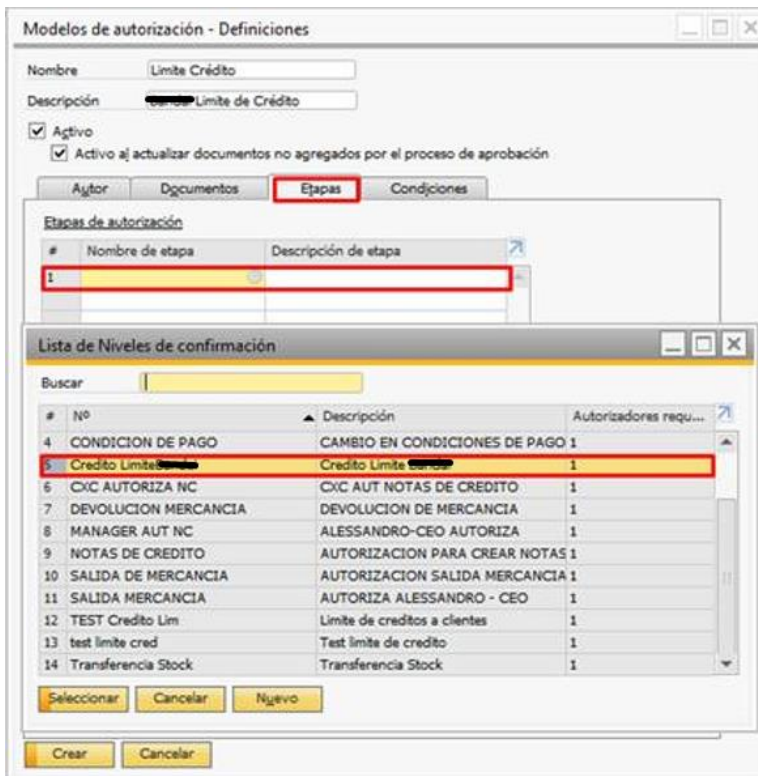 Modelos de autorización - Definiciones
Nombre Limite Crédito
Descripción Limite de Crédito
Activo
Activo al actualizar documentos no agregados por el proceso de aprobación
Autor Documentos Etapas Condiciones
Etapas de autorización
# Nombre de etapa Descripción de etapa
1
Lista de Niveles de confirmación
Buscar
# Nº Descripción Autorizadores requ...
4 CONDICION DE PAGO CAMBIO EN CONDICIONES DE PAGO 1
5 Credito Limite Credito Limite 1
6 CXC AUTORIZA NC CXC AUT NOTAS DE CREDITO 1
7 DEVOLUCION MERCANCIA DEVOLUCION DE MERCANCIA 1
8 MANAGER AUT NC ALESSANDRO-CEO AUTORIZA 1
9 NOTAS DE CREDITO AUTORIZACION PARA CREAR NOTAS 1
10 SALIDA DE MERCANCIA AUTORIZACION SALIDA MERCANCIA 1
11 SALIDA MERCANCIA AUTORIZA ALESSANDRO - CEO 1
12 TEST Credito Lim Limite de creditos a clientes 1
13 test limite cred Test limite de credito 1
14 Transferencia Stock Transferencia Stock 1
Seleccionar Cancelar Nuevo
Crear Cancelar